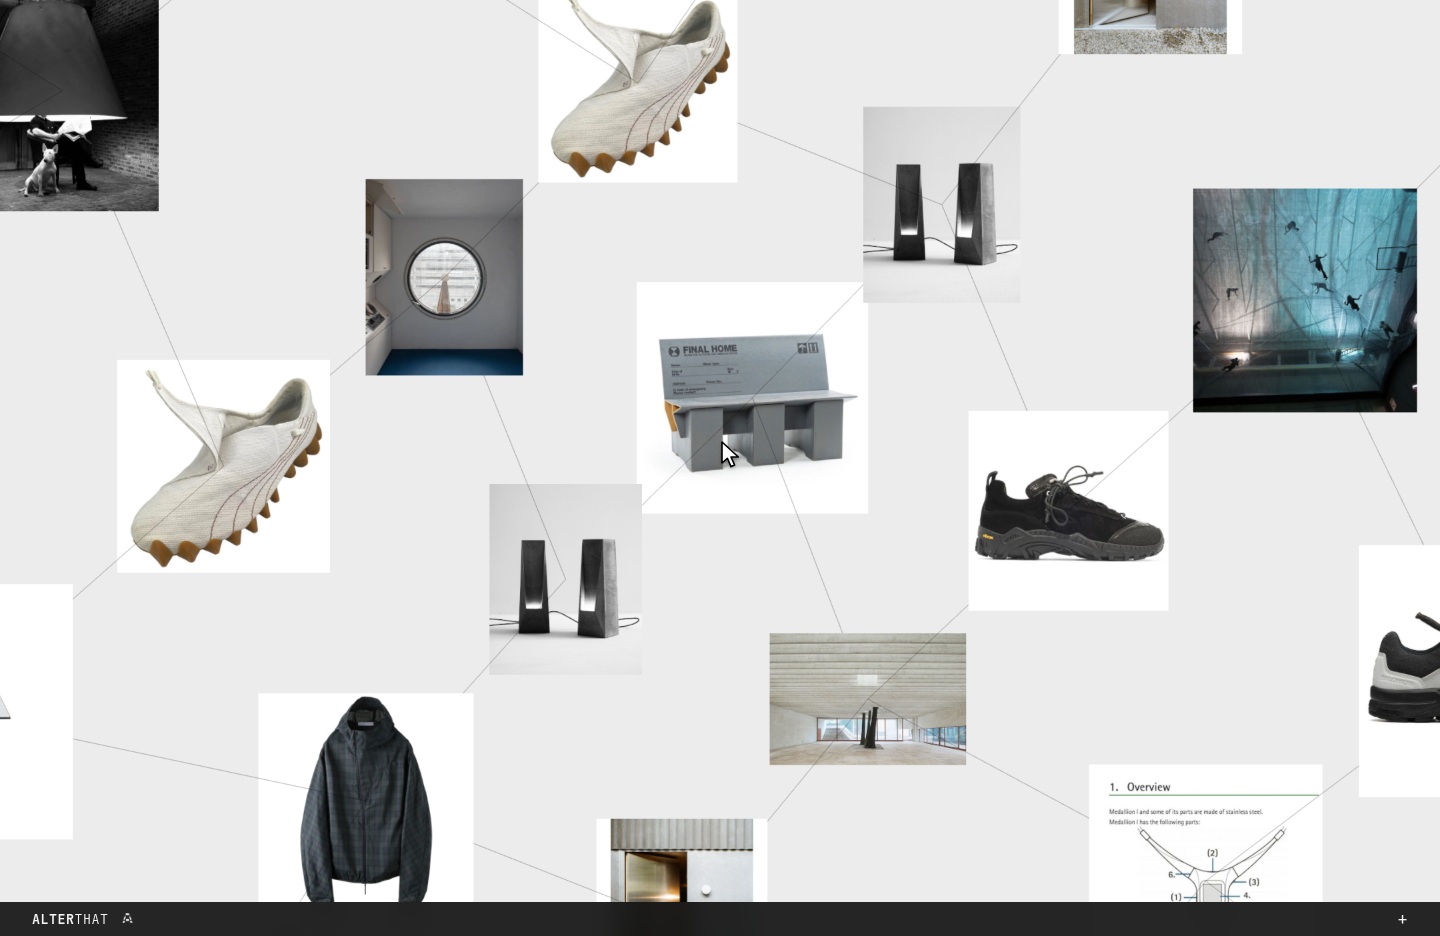 FINAL HOME
1. Overview
Medallion I and some of its parts are made of stainless steel.
Medallion I has the following parts:
(2)
6.
(3)
(1)
4.
ALTERTHAT
+